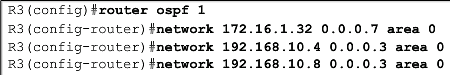 R3(config)#router ospf 1
R3(config-router)#network 172.16.1.32 0.0.0.7 area 0
R3(config-router)#network 192.168.10.4 0.0.0.3 area 0
R3(config-router)#network 192.168.10.8 0.0.0.3 area 0